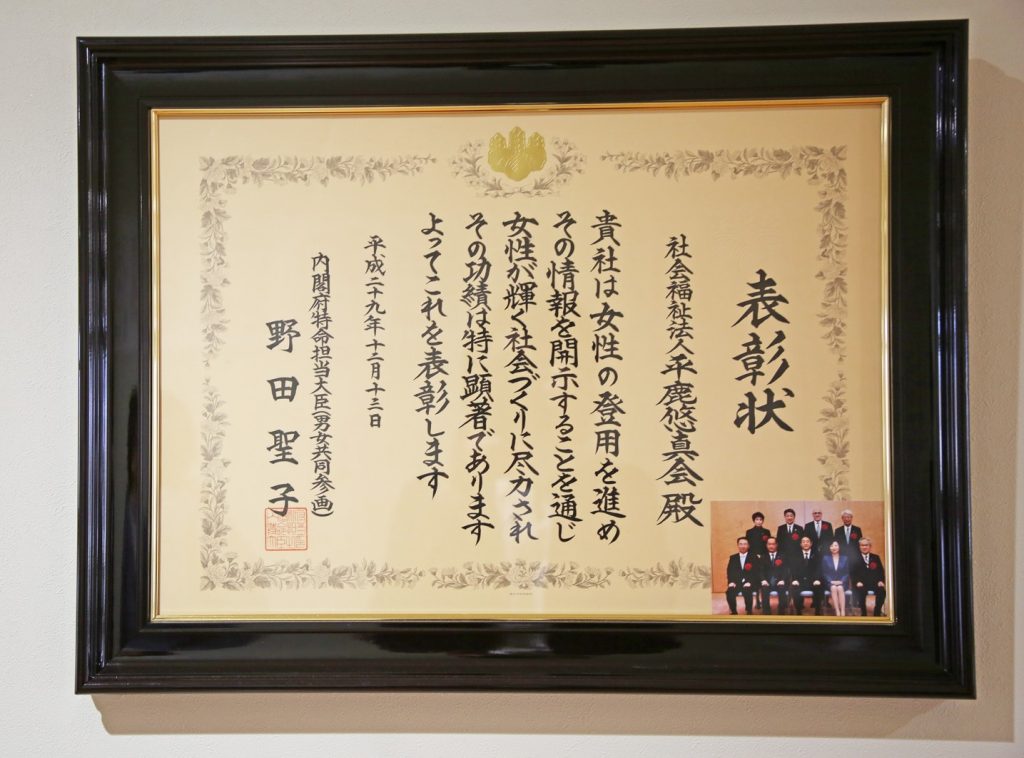 表彰状
社会福祉法人平鹿悠真会殿
貴社は女性の登用を進め
その情報を開示することを通じ
女性が輝く社会づくりに尽力され
その功績は特に顕著であります
よってこれを表彰します
平成二十九年十二月十三日
内閣府特命担当大臣(男女共同参画)
野田聖子